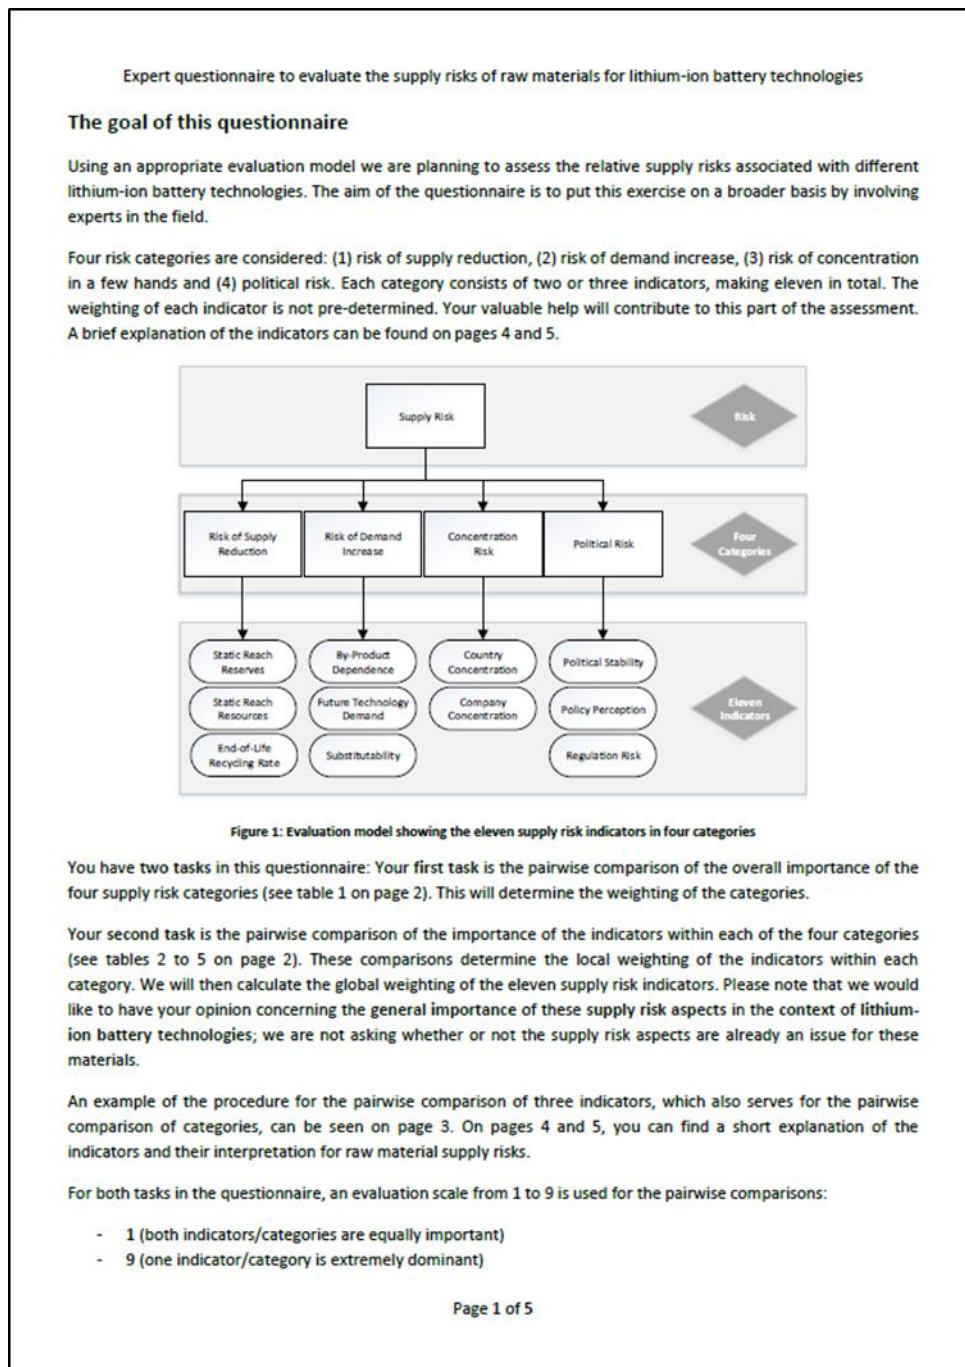 Expert questionnaire to evaluate the supply risks of raw materials for lithium-ion battery technologies
The goal of this questionnaire
Using an appropriate evaluation model we are planning to assess the relative supply risks associated with different
lithium-ion battery technologies. The aim of the questionnaire is to put this exercise on a broader basis by involving
experts in the field.
Four risk categories are considered: (1) risk of supply reduction, (2) risk of demand increase, (3) risk of concentration
in a few hands and (4) political risk. Each category consists of two or three indicators, making eleven in total. The
weighting of each indicator is not pre-determined. Your valuable help will contribute to this part of the assessment.
A brief explanation of the indicators can be found on pages 4 and 5.
Supply Risk
Risk
Risk of Supply
Reduction
Risk of Demand
Increase
Concentration
Risk
Political Risk
Four
Categories
Static Reach
Reserves
By-Product
Dependence
Country
Concentration
Political Stability
Static Reach
Resources
Future Technology
Demand
Company
Concentration
Policy Perception
Eleven
Indicators
End-of-Life
Recycling Rate
Substitutability
Regulation Risk
Figure 1: Evaluation model showing the eleven supply risk indicators in four categories
You have two tasks in this questionnaire: Your first task is the pairwise comparison of the overall importance of the
four supply risk categories (see table 1 on page 2). This will determine the weighting of the categories.
Your second task is the pairwise comparison of the importance of the indicators within each of the four categories
(see tables 2 to 5 on page 2). These comparisons determine the local weighting of the indicators within each
category. We will then calculate the global weighting of the eleven supply risk indicators. Please note that we would
like to have your opinion concerning the general importance of these supply risk aspects in the context of lithium-
ion battery technologies; we are not asking whether or not the supply risk aspects are already an issue for these
materials.
An example of the procedure for the pairwise comparison of three indicators, which also serves for the pairwise
comparison of categories, can be seen on page 3. On pages 4 and 5, you can find a short explanation of the
indicators and their interpretation for raw material supply risks.
For both tasks in the questionnaire, an evaluation scale from 1 to 9 is used for the pairwise comparisons:
- 1 (both indicators/categories are equally important)
- 9 (one indicator/category is extremely dominant)
Page 1 of 5